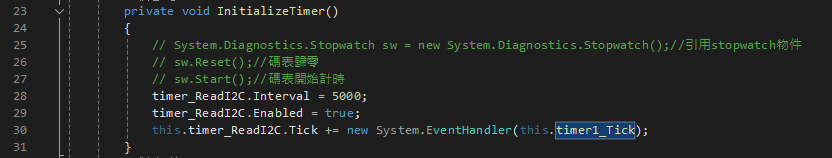 23 private void InitializeTimer()
24 {
25 // System.Diagnostics.Stopwatch sw = new System.Diagnostics.Stopwatch();//引用stopwatch物件
26 // sw.Reset();//碼表歸零
27 // sw.Start();//碼表開始計時
28 timer_ReadI2C.Interval = 5000;
29 timer_ReadI2C.Enabled = true;
30 this.timer_ReadI2C.Tick += new System.EventHandler(this.timer1_Tick);
31 }